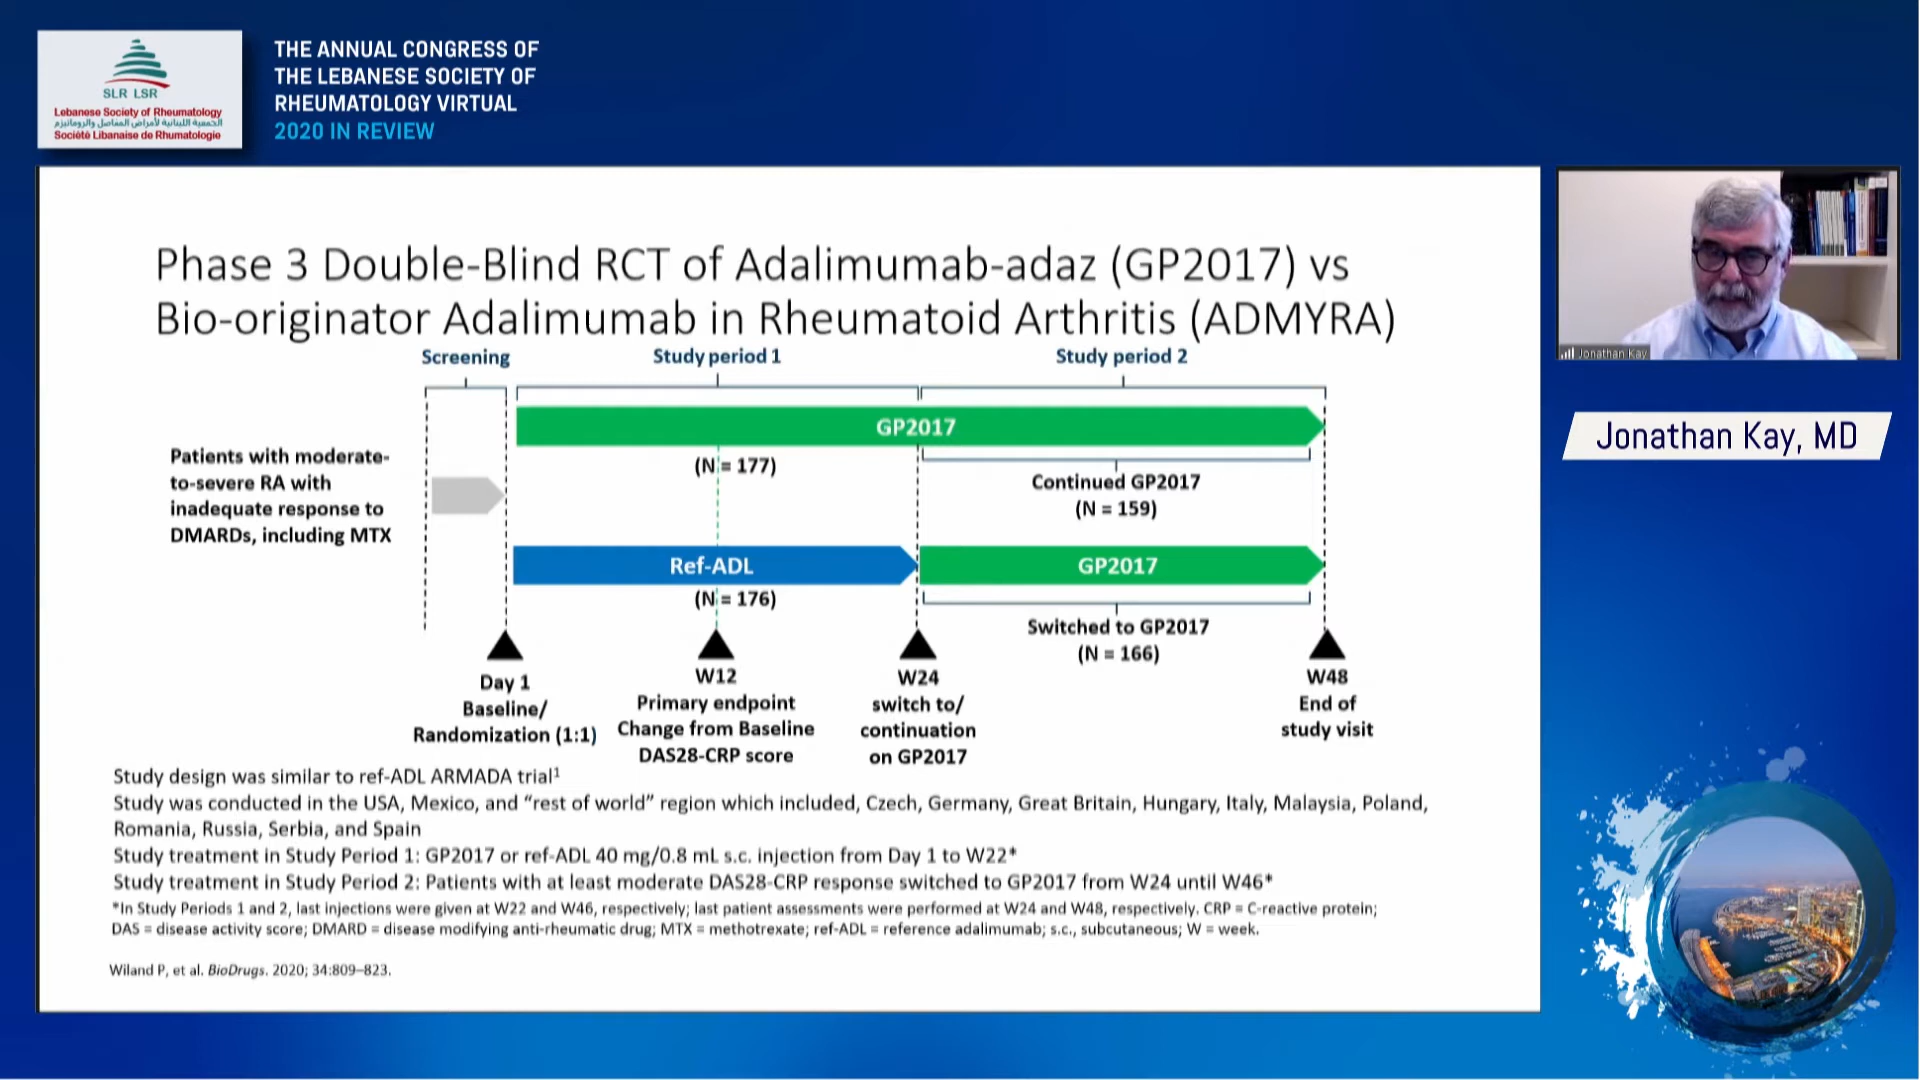 SLR LSR
Lebanese Society of Rheumatology
الجمعية اللبنانية لأمراض المفاصل والروماتيزم
Société Libanaise de Rhumatologie
THE ANNUAL CONGRESS OF
THE LEBANESE SOCIETY OF
RHEUMATOLOGY VIRTUAL
2020 IN REVIEW
Phase 3 Double-Blind RCT of Adalimumab-adaz (GP2017) vs
Bio-originator Adalimumab in Rheumatoid Arthritis (ADMYRA)
Screening
Study period 1
Study period 2
GP2017
(N = 177)
Continued GP2017
(N = 159)
Patients with moderate-
to-severe RA with
inadequate response to
DMARDs, including MTX
Ref-ADL
(N = 176)
GP2017
Switched to GP2017
(N = 166)
Day 1
Baseline/
Randomization (1:1)
W12
Primary endpoint
Change from Baseline
DAS28-CRP score
W24
switch to/
continuation
on GP2017
W48
End of
study visit
Study design was similar to ref-ADL ARMADA trial¹
Study was conducted in the USA, Mexico, and “rest of world” region which included, Czech, Germany, Great Britain, Hungary, Italy, Malaysia, Poland,
Romania, Russia, Serbia, and Spain
Study treatment in Study Period 1: GP2017 or ref-ADL 40 mg/0.8 mL s.c. injection from Day 1 to W22*
Study treatment in Study Period 2: Patients with at least moderate DAS28-CRP response switched to GP2017 from W24 until W46*
*In Study Periods 1 and 2, last injections were given at W22 and W46, respectively; last patient assessments were performed at W24 and W48, respectively. CRP = C-reactive protein;
DAS = disease activity score; DMARD = disease modifying anti-rheumatic drug; MTX = methotrexate; ref-ADL = reference adalimumab; s.c., subcutaneous; W = week.
Wiland P, et al. BioDrugs. 2020; 34:809–823.
Jonathan Kay
Jonathan Kay, MD